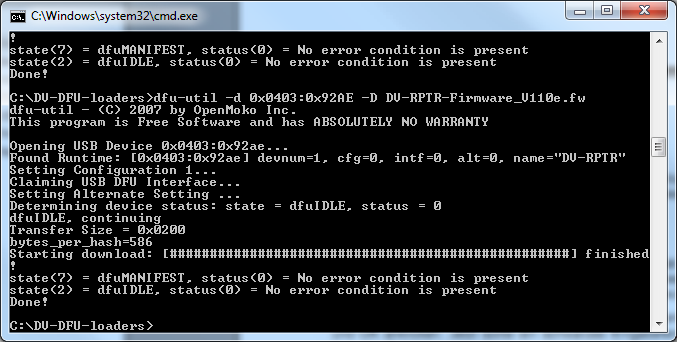 C:\Windows\system32\cmd.exe
!
state(7) = dfuMANIFEST, status(0) = No error condition is present
state(2) = dfuIDLE, status(0) = No error condition is present
Done!
C:\DV-DFU-loaders>dfu-util -d 0x0403:0x92AE -D DV-RPTR-Firmware_V110e.fw
dfu-util - (C) 2007 by OpenMoko Inc.
This program is Free Software and has ABSOLUTELY NO WARRANTY
Opening USB Device 0x0403:0x92ae...
Found Runtime: [0x0403:0x92ae] devnum=1, cfg=0, intf=0, alt=0, name="DV-RPTR"
Setting Configuration 1...
Claiming USB DFU Interface...
Setting Alternate Setting ...
Determining device status: state = dfuIDLE, status = 0
dfuIDLE, continuing
Transfer Size = 0x0200
bytes_per_hash=586
Starting download: [##################################################] finished
!
state(7) = dfuMANIFEST, status(0) = No error condition is present
state(2) = dfuIDLE, status(0) = No error condition is present
Done!
C:\DV-DFU-loaders>